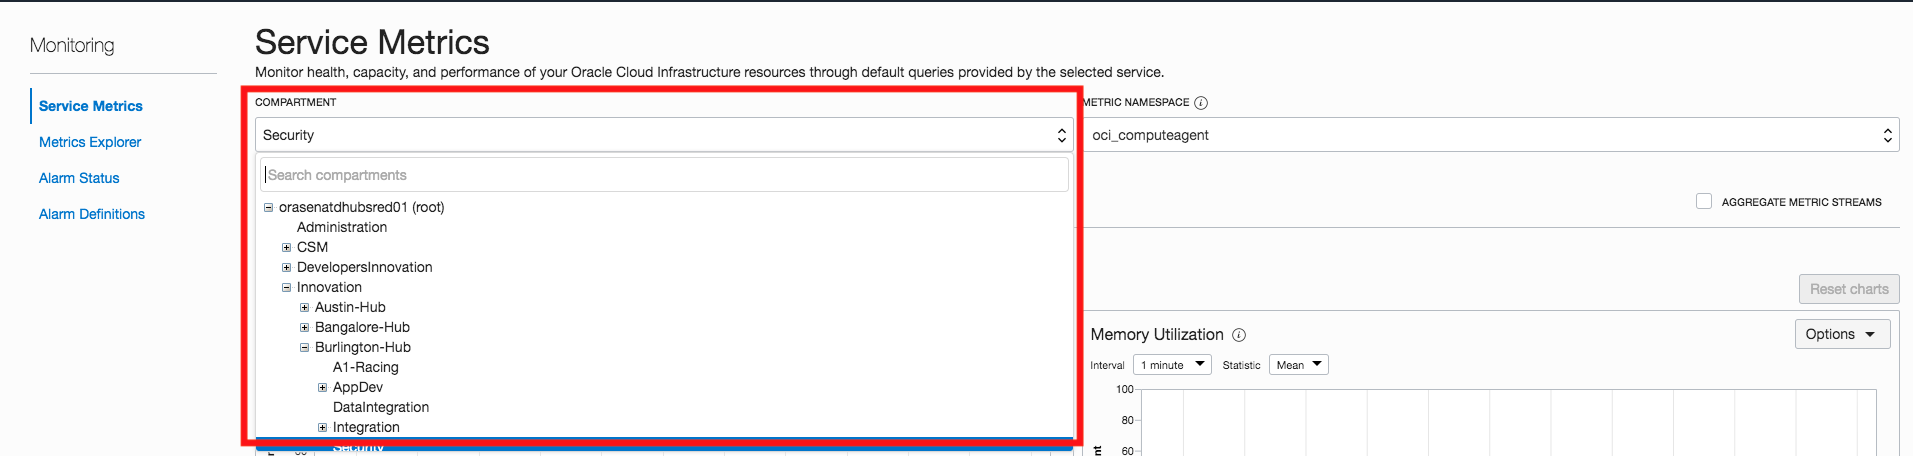 Monitoring
Service Metrics
Metrics Explorer
Alarm Status
Alarm Definitions
Service Metrics
Monitor health, capacity, and performance of your Oracle Cloud Infrastructure resources through default queries provided by the selected service.
COMPARTMENT
Security
Search compartments
orasenatdhubsred01 (root)
Administration
CSM
DevelopersInnovation
Innovation
Austin-Hub
Bangalore-Hub
Burlington-Hub
A1-Racing
AppDev
DataIntegration
Integration
Security
METRIC NAMESPACE
oci_computeagent
AGGREGATE METRIC STREAMS
Reset charts
Memory Utilization
Options
Interval 1 minute Statistic Mean
100
80
60